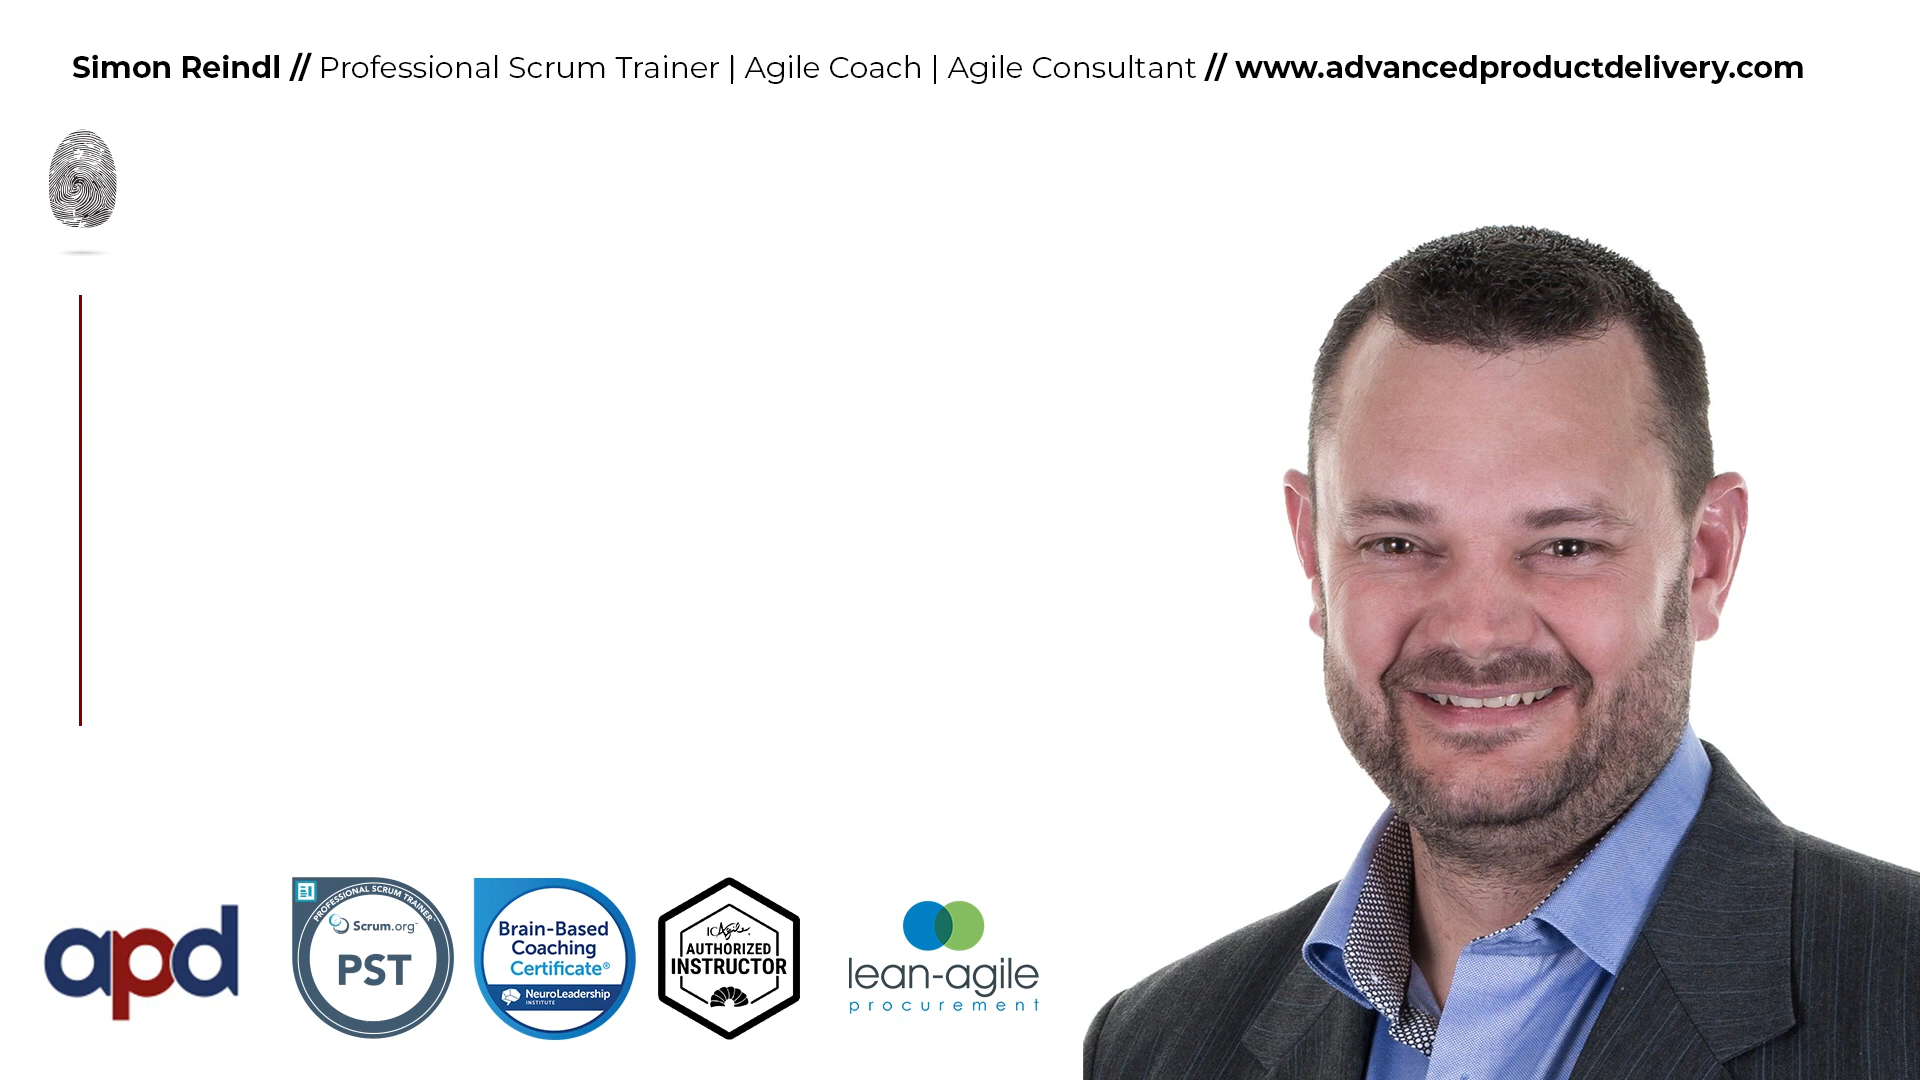 Simon Reindl // Professional Scrum Trainer | Agile Coach | Agile Consultant // www.advancedproductdelivery.com
apd
PROFESSIONAL SCRUM TRAINER
Scrum.org™
PST
Brain-Based
Coaching
Certificate®
NeuroLeadership
INSTITUTE
ICAgile.
AUTHORIZED
INSTRUCTOR
lean-agile
procurement